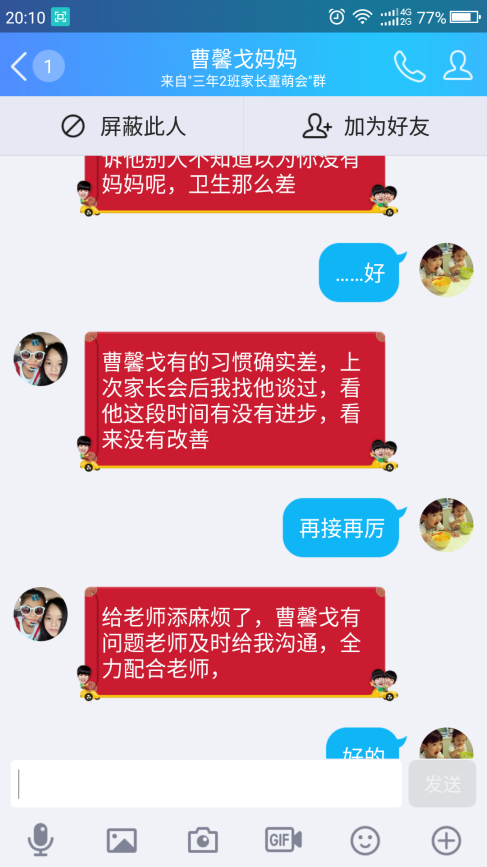 20:10
4G
2G
77%
1
曹馨戈妈妈
来自"三年2班家长童萌会"群
屏蔽此人
加为好友
诉他别人不知道以为你没有
妈妈呢，卫生那么差
……好
曹馨戈有的习惯确实差，上
次家长会后我找他谈过，看
他这段时间有没有进步，看
来没有改善
再接再厉
给老师添麻烦了，曹馨戈有
问题老师及时给我沟通，全
力配合老师，
好的
发送
GIF